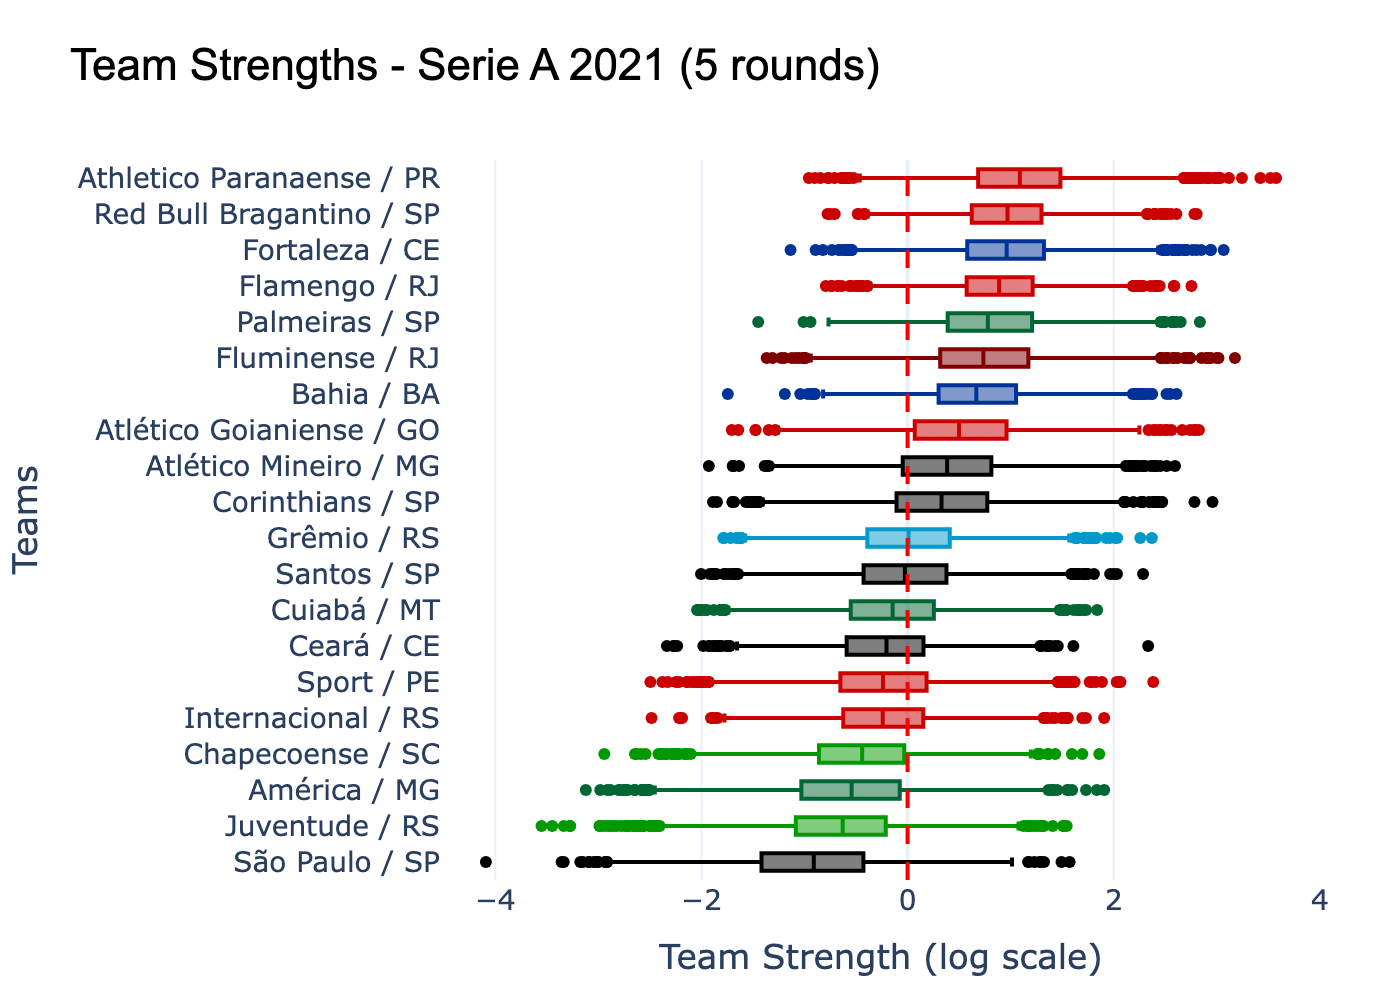 Team Strengths - Serie A 2021 (5 rounds)
Teams
Athletico Paranaense / PR
Red Bull Bragantino / SP
Fortaleza / CE
Flamengo / RJ
Palmeiras / SP
Fluminense / RJ
Bahia / BA
Atlético Goianiense / GO
Atlético Mineiro / MG
Corinthians / SP
Grêmio / RS
Santos / SP
Cuiabá / MT
Ceará / CE
Sport / PE
Internacional / RS
Chapecoense / SC
América / MG
Juventude / RS
São Paulo / SP
−4 −2 0 2 4
Team Strength (log scale)